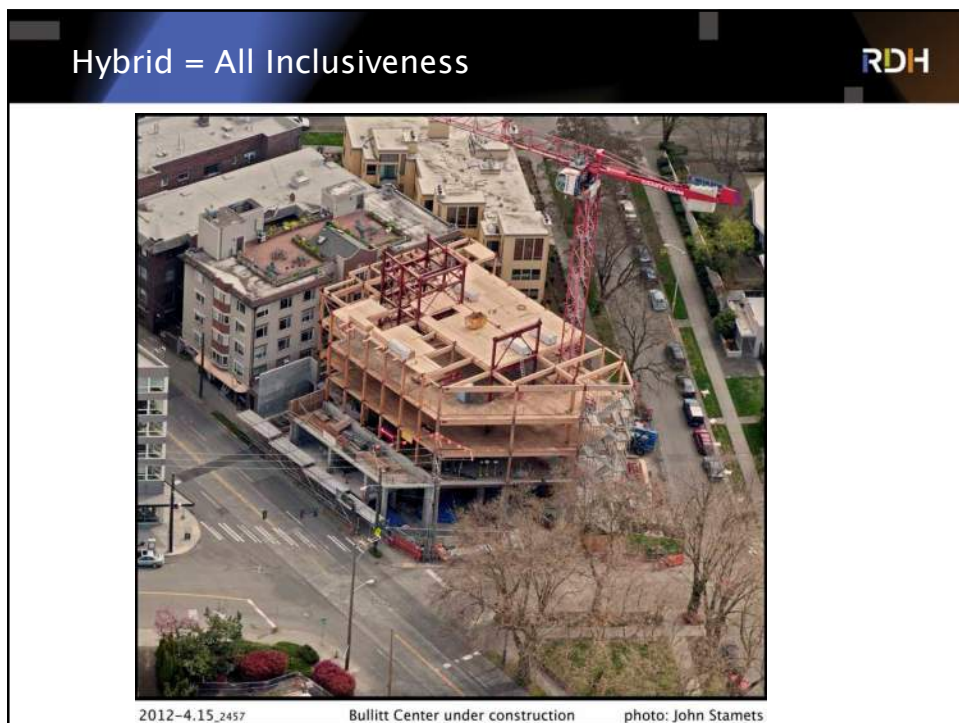 Hybrid = All Inclusiveness
RDH
2012-4.15_2457 Bullitt Center under construction photo: John Stamets